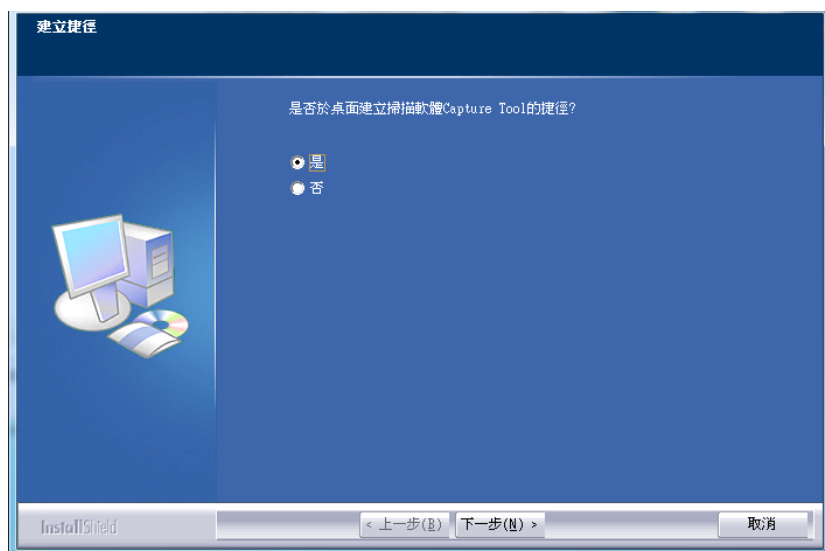 建立捷徑
是否於桌面建立掃描軟體Capture Tool的捷徑?
是
否
InstallShield
< 上一步(B)
下一步(N) >
取消